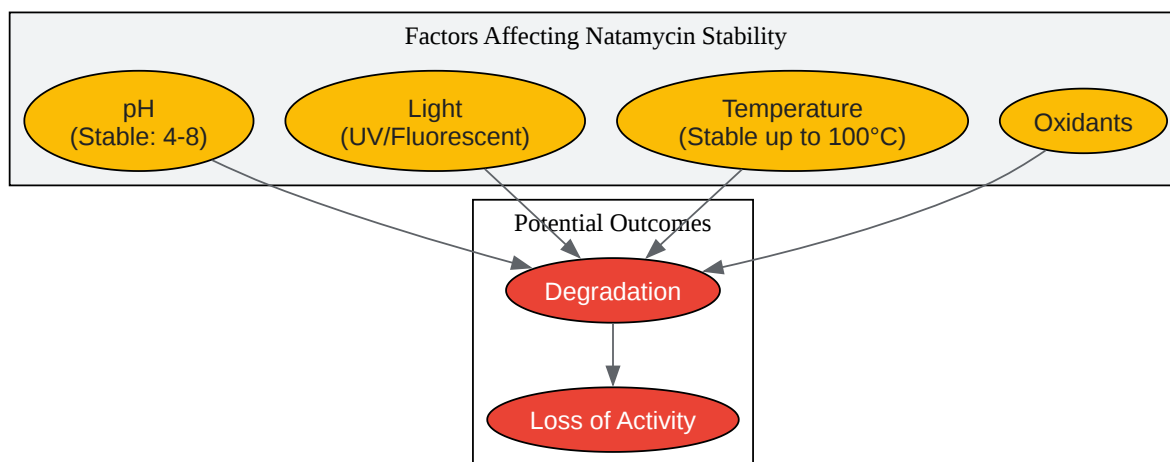 Factors Affecting Natamycin Stability
pH
(Stable: 4-8)
Light
(UV/Fluorescent)
Temperature
(Stable up to 100°C)
Oxidants
Potential Outcomes
Degradation
Loss of Activity